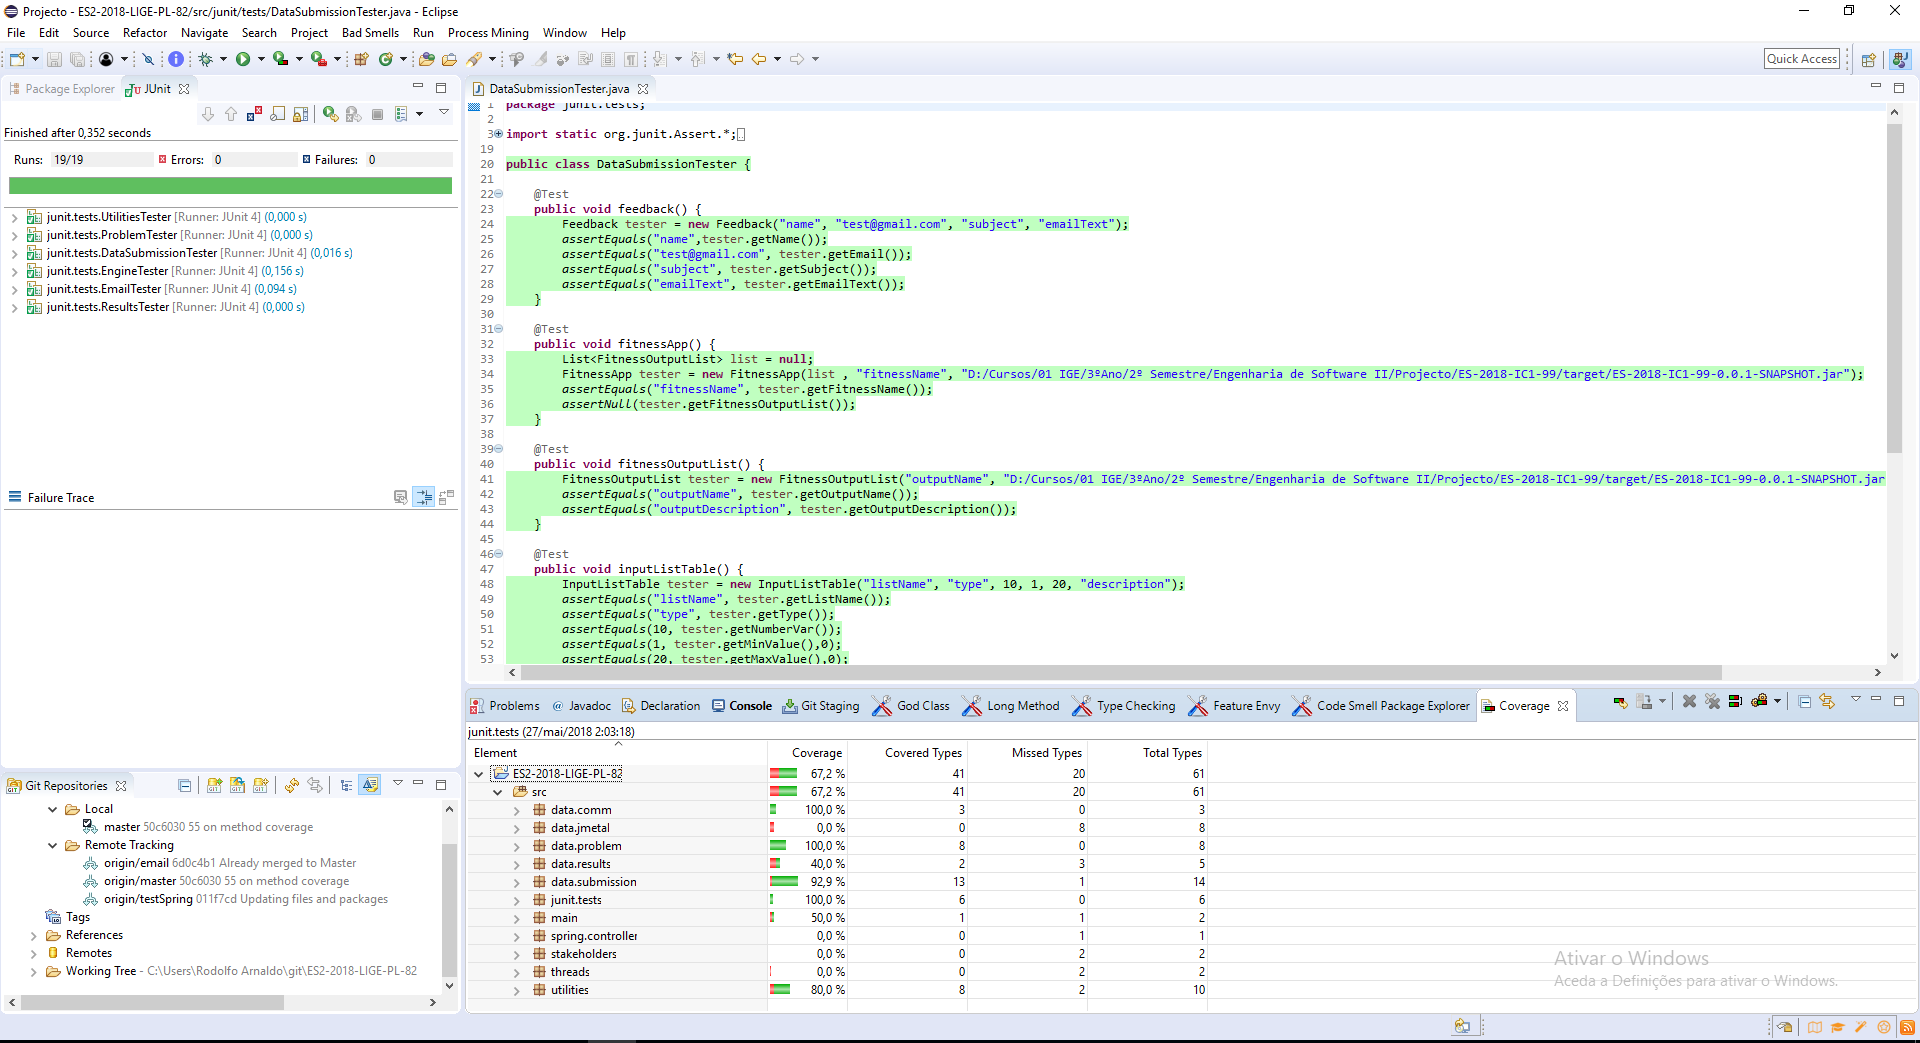 Projecto - ES2-2018-LIGE-PL-82/src/junit/tests/DataSubmissionTester.java - Eclipse
File Edit Source Refactor Navigate Search Project Bad Smells Run Process Mining Window Help
Quick Access
Package Explorer JUnit
Finished after 0,352 seconds
Runs: 19/19 Errors: 0 Failures: 0
junit.tests.UtilitiesTester [Runner: JUnit 4] (0,000 s)
junit.tests.ProblemTester [Runner: JUnit 4] (0,000 s)
junit.tests.DataSubmissionTester [Runner: JUnit 4] (0,016 s)
junit.tests.EngineTester [Runner: JUnit 4] (0,156 s)
junit.tests.EmailTester [Runner: JUnit 4] (0,094 s)
junit.tests.ResultsTester [Runner: JUnit 4] (0,000 s)
Failure Trace
DataSubmissionTester.java
1 package junit.tests;
2
3 import static org.junit.Assert.*;
19
20 public class DataSubmissionTester {
21
22 @Test
23 public void feedback() {
24 Feedback tester = new Feedback("name", "test@gmail.com", "subject", "emailText");
25 assertEquals("name",tester.getName());
26 assertEquals("test@gmail.com", tester.getEmail());
27 assertEquals("subject", tester.getSubject());
28 assertEquals("emailText", tester.getEmailText());
29 }
30
31 @Test
32 public void fitnessApp() {
33 List<FitnessOutputList> list = null;
34 FitnessApp tester = new FitnessApp(list , "fitnessName", "D:/Cursos/01 IGE/3ºAno/2º Semestre/Engenharia de Software II/Projecto/ES-2018-IC1-99/target/ES-2018-IC1-99-0.0.1-SNAPSHOT.jar");
35 assertEquals("fitnessName", tester.getFitnessName());
36 assertNull(tester.getFitnessOutputList());
37 }
38
39 @Test
40 public void fitnessOutputList() {
41 FitnessOutputList tester = new FitnessOutputList("outputName", "D:/Cursos/01 IGE/3ºAno/2º Semestre/Engenharia de Software II/Projecto/ES-2018-IC1-99/target/ES-2018-IC1-99-0.0.1-SNAPSHOT.jar
42 assertEquals("outputName", tester.getOutputName());
43 assertEquals("outputDescription", tester.getOutputDescription());
44 }
45
46 @Test
47 public void inputListTable() {
48 InputListTable tester = new InputListTable("listName", "type", 10, 1, 20, "description");
49 assertEquals("listName", tester.getListName());
50 assertEquals("type", tester.getType());
51 assertEquals(10, tester.getNumberVar());
52 assertEquals(1, tester.getMinValue(),0);
53 assertEquals(20, tester.getMaxValue(),0);
Git Repositories
Local
master 50c6030 55 on method coverage
Remote Tracking
origin/email 6d0c4b1 Already merged to Master
origin/master 50c6030 55 on method coverage
origin/testSpring 011f7cd Updating files and packages
Tags
References
Remotes
Working Tree - C:\Users\Rodolfo Arnaldo\git\ES2-2018-LIGE-PL-82
Problems @ Javadoc Declaration Console Git Staging God Class Long Method Type Checking Feature Envy Code Smell Package Explorer Coverage
junit.tests (27/mai/2018 2:03:18)
Element Coverage Covered Types Missed Types Total Types
ES2-2018-LIGE-PL-82 67,2 % 41 20 61
src 67,2 % 41 20 61
data.comm 100,0 % 3 0 3
data.jmetal 0,0 % 0 8 8
data.problem 100,0 % 8 0 8
data.results 40,0 % 2 3 5
data.submission 92,9 % 13 1 14
junit.tests 100,0 % 6 0 6
main 50,0 % 1 1 2
spring.controller 0,0 % 0 1 1
stakeholders 0,0 % 0 2 2
threads 0,0 % 0 2 2
utilities 80,0 % 8 2 10
Ativar o Windows
Aceda a Definições para ativar o Windows.